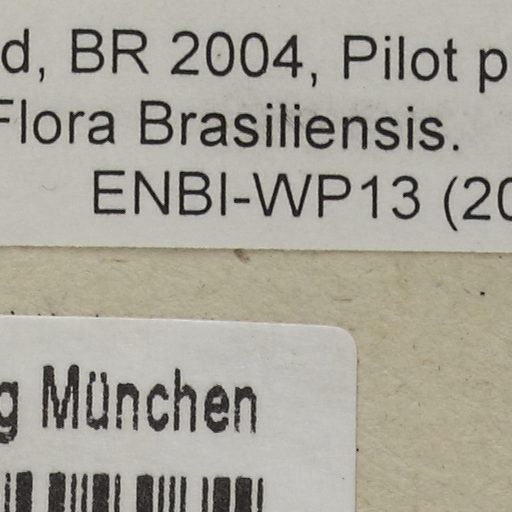 d, BR 2004, Pilot p
Flora Brasiliensis.
ENBI-WP13 (20
g München